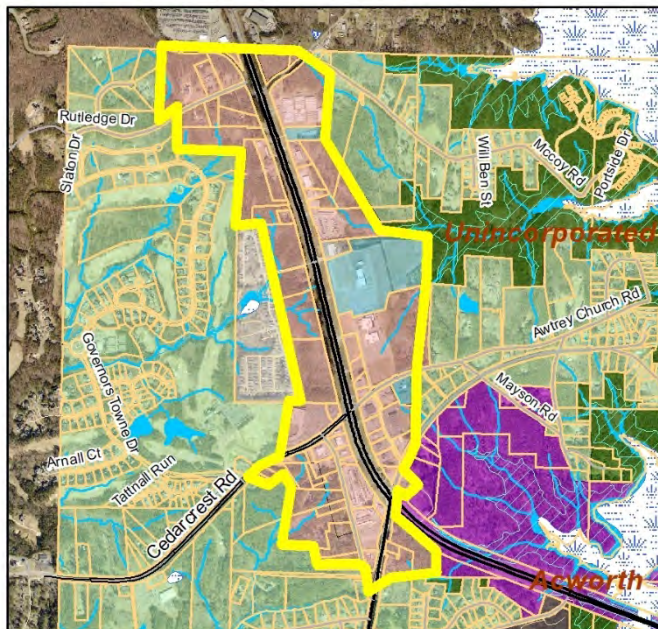 Rutledge Dr
Slaton Dr
Will Ben St
Mccoy Rd
Portside Dr
Unincorporated
Awtrey Church Rd
Governors Towne Dr
Mayson Rd
Arnall Ct
Tattnall Run
Cedarcrest Rd
Acworth